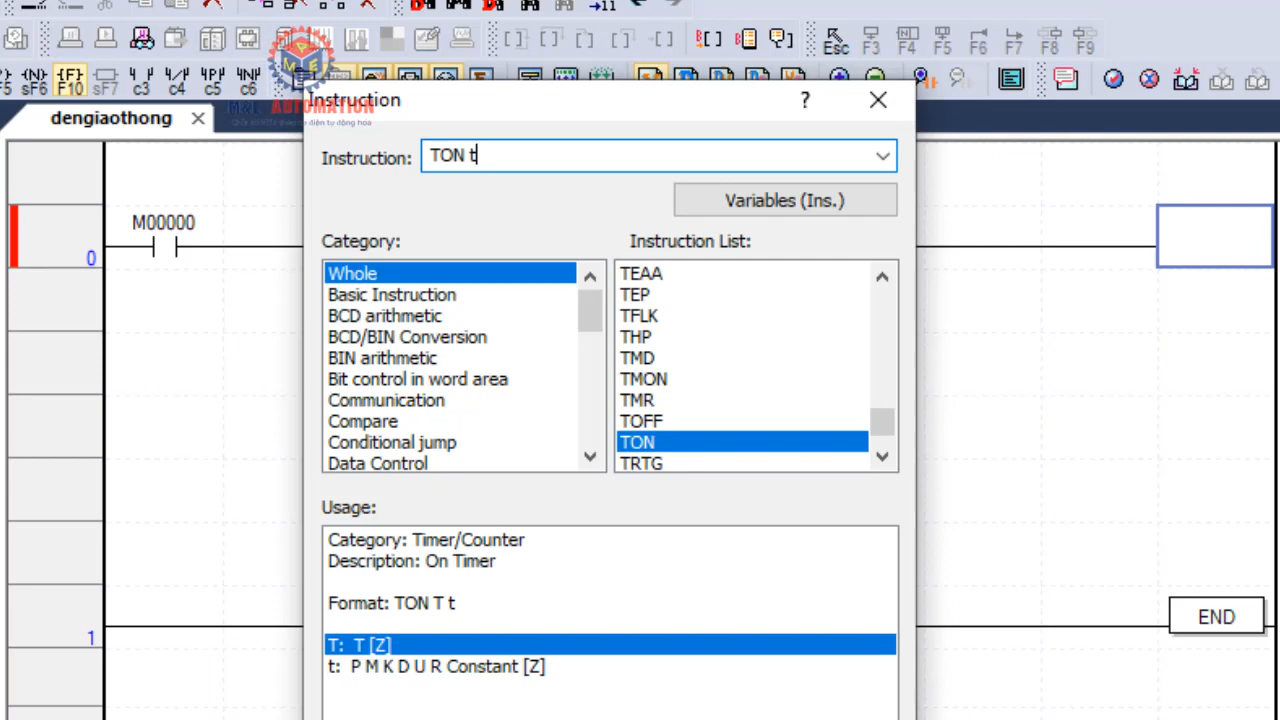 Esc F3 F4 F5 F6 F7 F8 F9
F5 sF6 F10 sF7 c3 c4 c5 c6
dengiaothong
Instruction
M&E AUTOMATION
Instruction: TON t
Variables (Ins.)
Category: Instruction List:
Whole
Basic Instruction
BCD arithmetic
BCD/BIN Conversion
BIN arithmetic
Bit control in word area
Communication
Compare
Conditional jump
Data Control
TEAA
TEP
TFLK
THP
TMD
TMON
TMR
TOFF
TON
TRTG
Usage:
Category: Timer/Counter
Description: On Timer
Format: TON T t
T: T [Z]
t: P M K D U R Constant [Z]
M00000
0
1
END